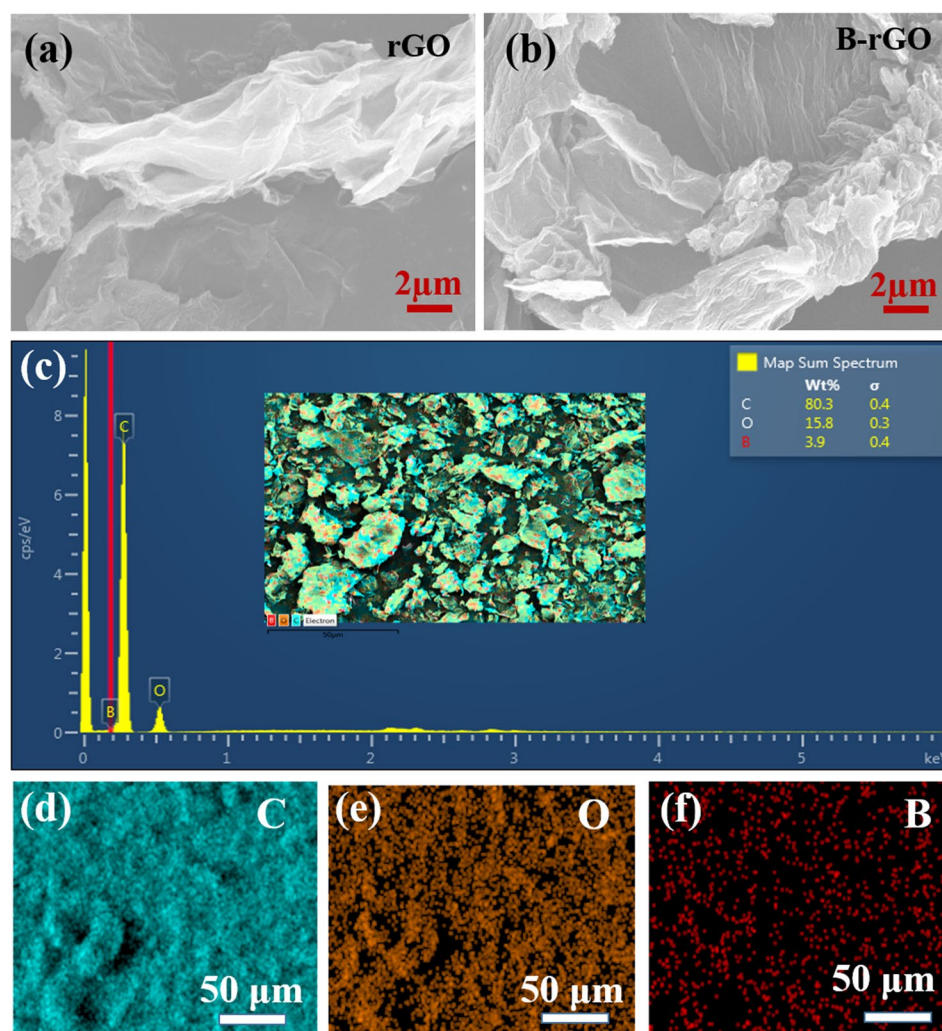 (a) rGO
2μm
(b) B-rGO
2μm
(c)
Map Sum Spectrum
Wt% σ
C 80.3 0.4
O 15.8 0.3
B 3.9 0.4
8
6
4
2
0
cps/eV
C
B
O
B O C Electron
50μm
0 1 2 3 4 5 keV
(d) C
50 μm
(e) O
50 μm
(f) B
50 μm